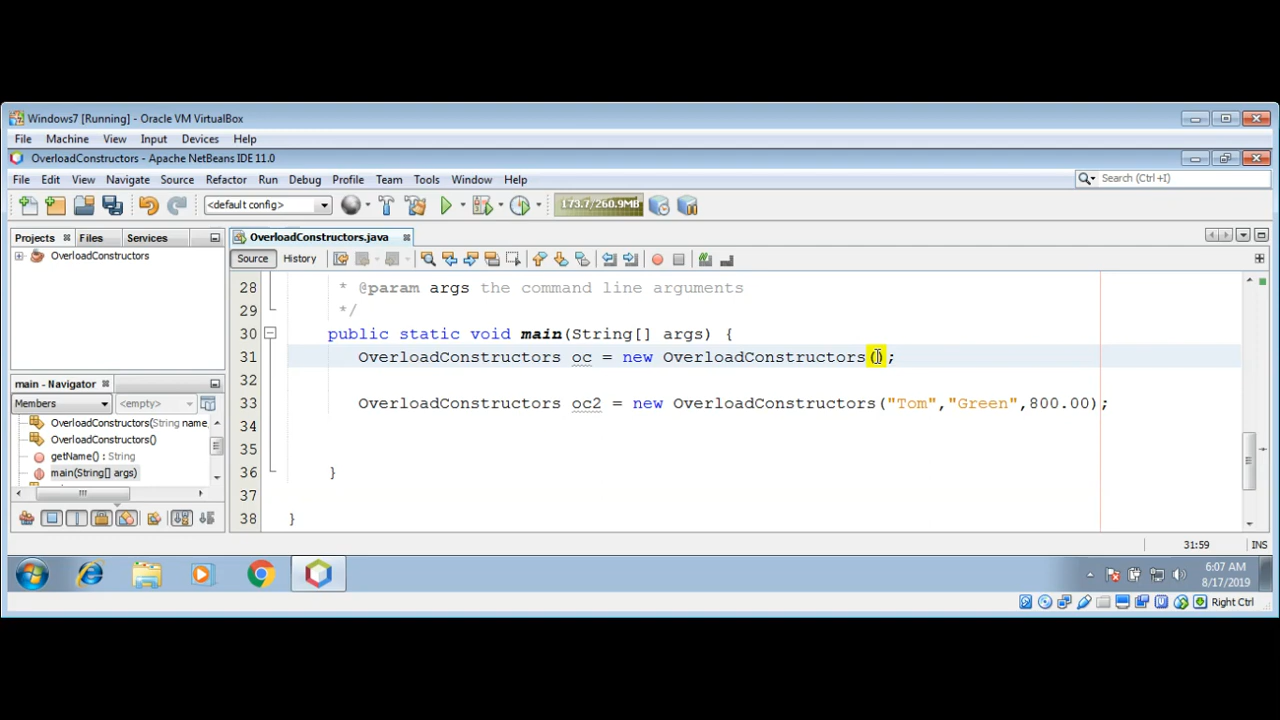 Windows7 [Running] - Oracle VM VirtualBox
File Machine View Input Devices Help
OverloadConstructors - Apache NetBeans IDE 11.0
File Edit View Navigate Source Refactor Run Debug Profile Team Tools Window Help
Search (Ctrl+I)
<default config>
173.7/260.9MB
Projects Files Services
OverloadConstructors.java
OverloadConstructors
Source History
28 * @param args the command line arguments
29 */
30 public static void main(String[] args) {
31 OverloadConstructors oc = new OverloadConstructors();
32
33 OverloadConstructors oc2 = new OverloadConstructors("Tom","Green",800.00);
34
35
36 }
37
38 }
main - Navigator
Members <empty>
OverloadConstructors(String name,
OverloadConstructors()
getName() : String
main(String[] args)
31:59 INS
6:07 AM
8/17/2019
Right Ctrl